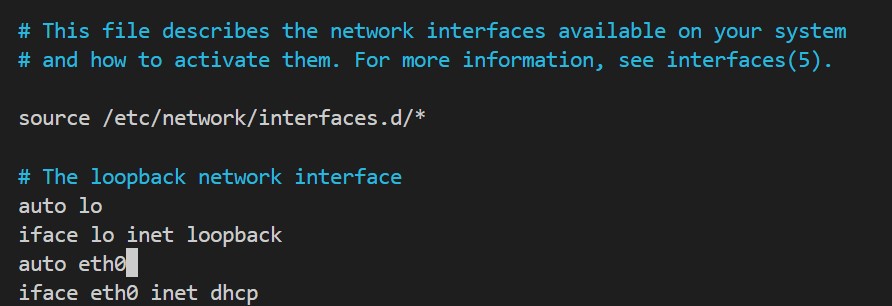 # This file describes the network interfaces available on your system
# and how to activate them. For more information, see interfaces(5).
source /etc/network/interfaces.d/*
# The loopback network interface
auto lo
iface lo inet loopback
auto eth0
iface eth0 inet dhcp